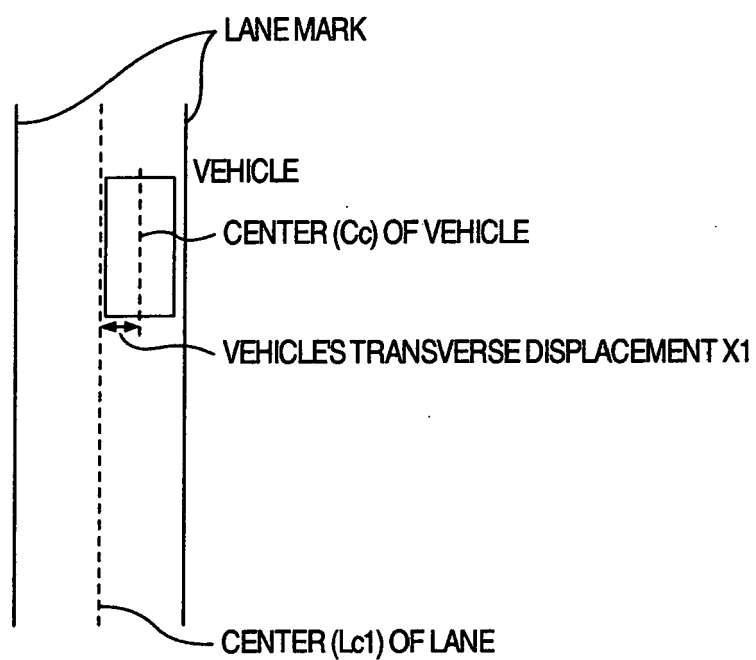 LANE MARK
VEHICLE
CENTER (Cc) OF VEHICLE
VEHICLE'S TRANSVERSE DISPLACEMENT X1
CENTER (Lc1) OF LANE